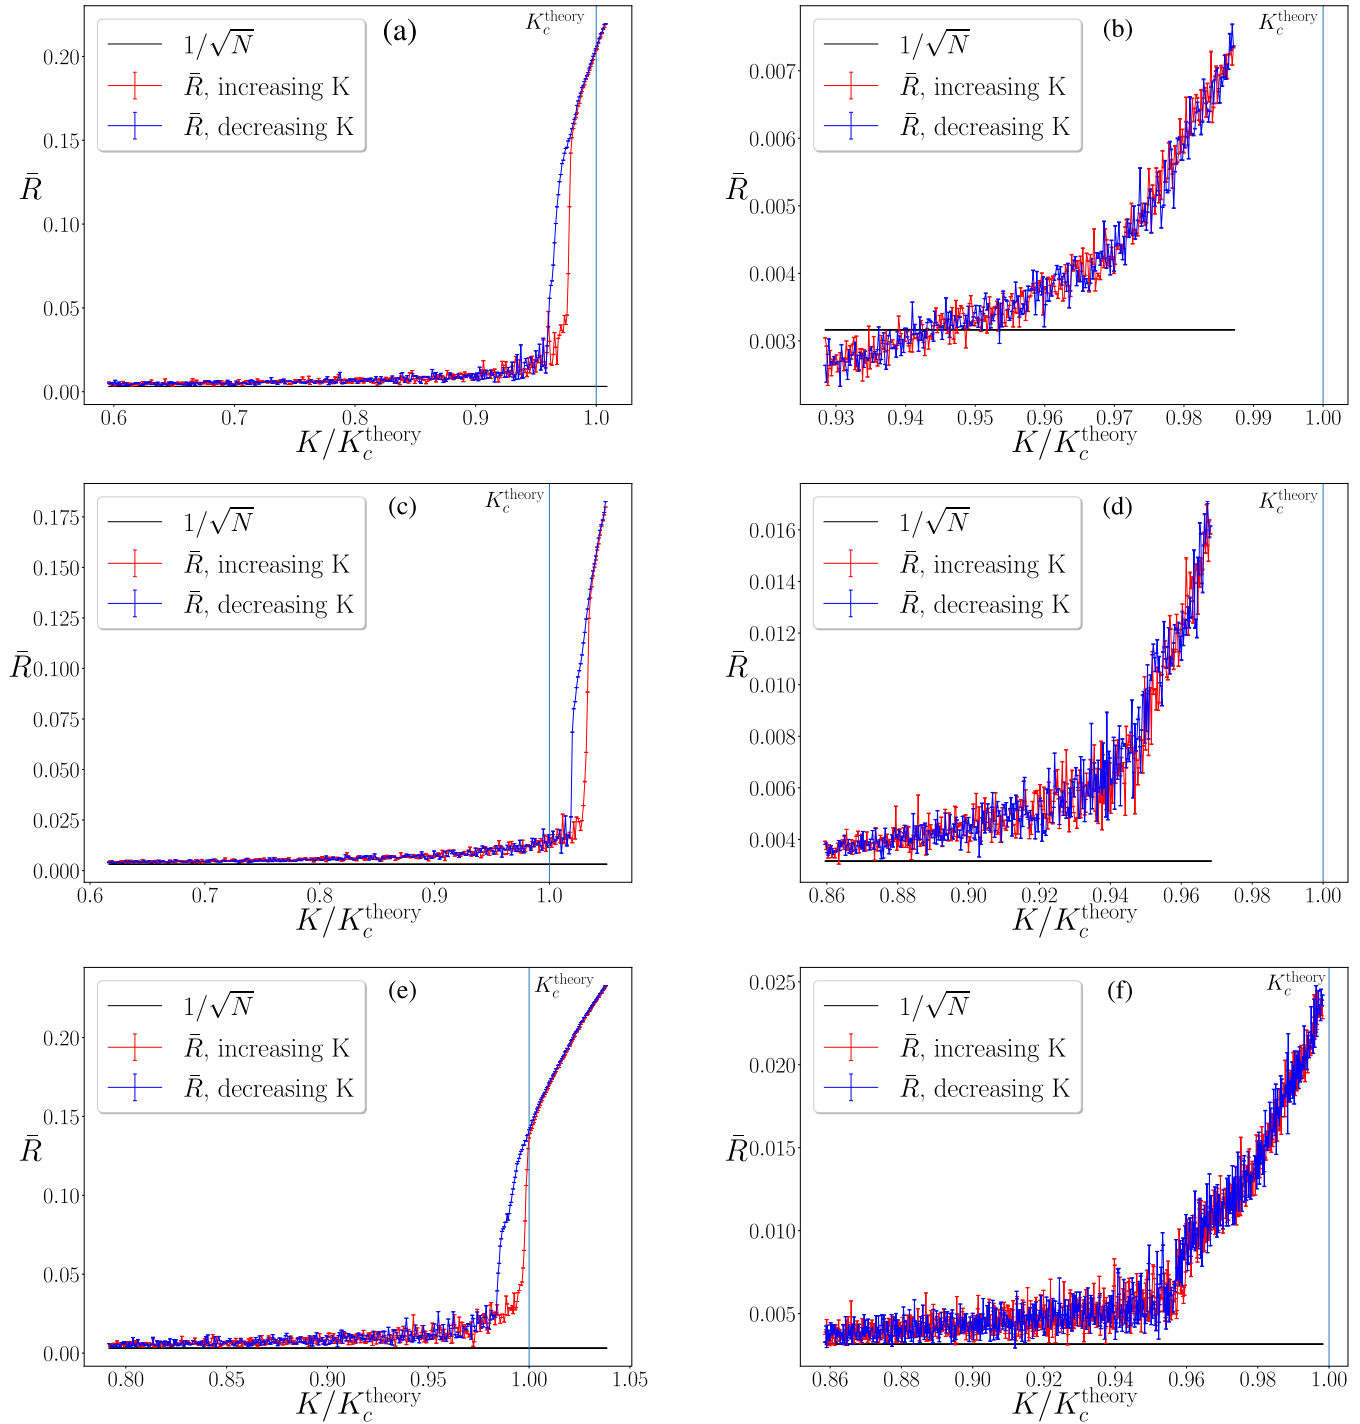 (a)
K_c^theory
1/√N
R̄, increasing K
R̄, decreasing K
R̄
0.20
0.15
0.10
0.05
0.00
0.6 0.7 0.8 0.9 1.0
K/K_c^theory
(b)
K_c^theory
1/√N
R̄, increasing K
R̄, decreasing K
R̄
0.007
0.006
0.005
0.004
0.003
0.93 0.94 0.95 0.96 0.97 0.98 0.99 1.00
K/K_c^theory
(c)
K_c^theory
1/√N
R̄, increasing K
R̄, decreasing K
R̄
0.175
0.150
0.125
0.100
0.075
0.050
0.025
0.000
0.6 0.7 0.8 0.9 1.0
K/K_c^theory
(d)
K_c^theory
1/√N
R̄, increasing K
R̄, decreasing K
R̄
0.016
0.014
0.012
0.010
0.008
0.006
0.004
0.86 0.88 0.90 0.92 0.94 0.96 0.98 1.00
K/K_c^theory
(e)
K_c^theory
1/√N
R̄, increasing K
R̄, decreasing K
R̄
0.20
0.15
0.10
0.05
0.00
0.80 0.85 0.90 0.95 1.00 1.05
K/K_c^theory
(f)
K_c^theory
1/√N
R̄, increasing K
R̄, decreasing K
R̄
0.025
0.020
0.015
0.010
0.005
0.86 0.88 0.90 0.92 0.94 0.96 0.98 1.00
K/K_c^theory